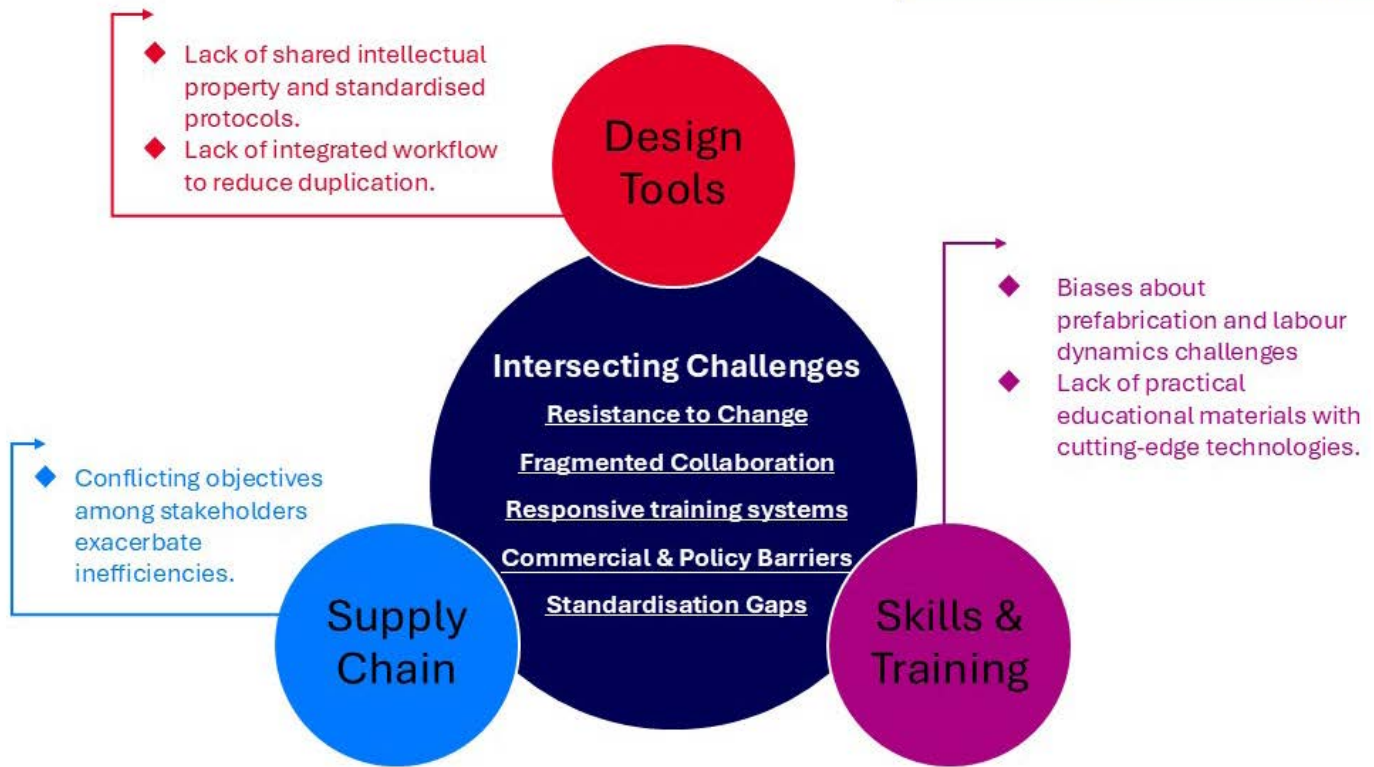 Lack of shared intellectual
property and standardised
protocols.
Lack of integrated workflow
to reduce duplication.
Design
Tools
Biases about
prefabrication and labour
dynamics challenges
Lack of practical
educational materials with
cutting-edge technologies.
Intersecting Challenges
Resistance to Change
Fragmented Collaboration
Responsive training systems
Commercial & Policy Barriers
Standardisation Gaps
Conflicting objectives
among stakeholders
exacerbate
inefficiencies.
Supply
Chain
Skills &
Training